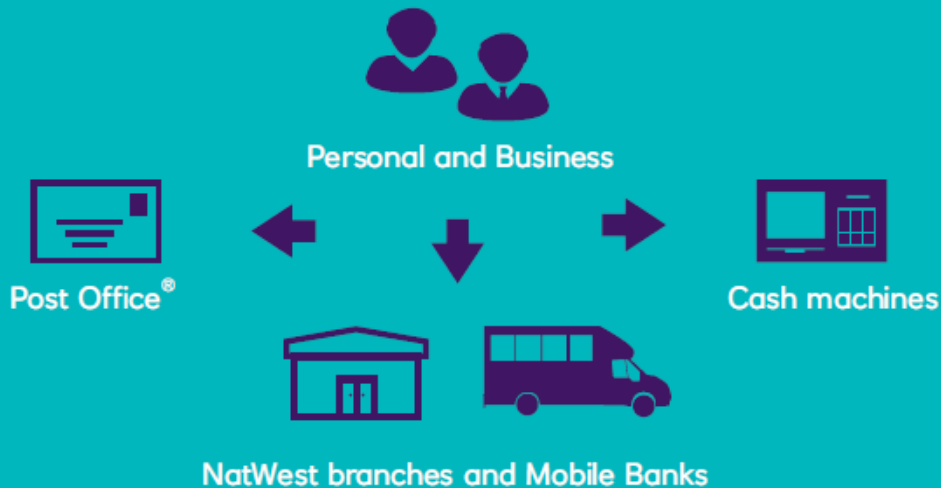 Personal and Business
Post Office®
Cash machines
NatWest branches and Mobile Banks